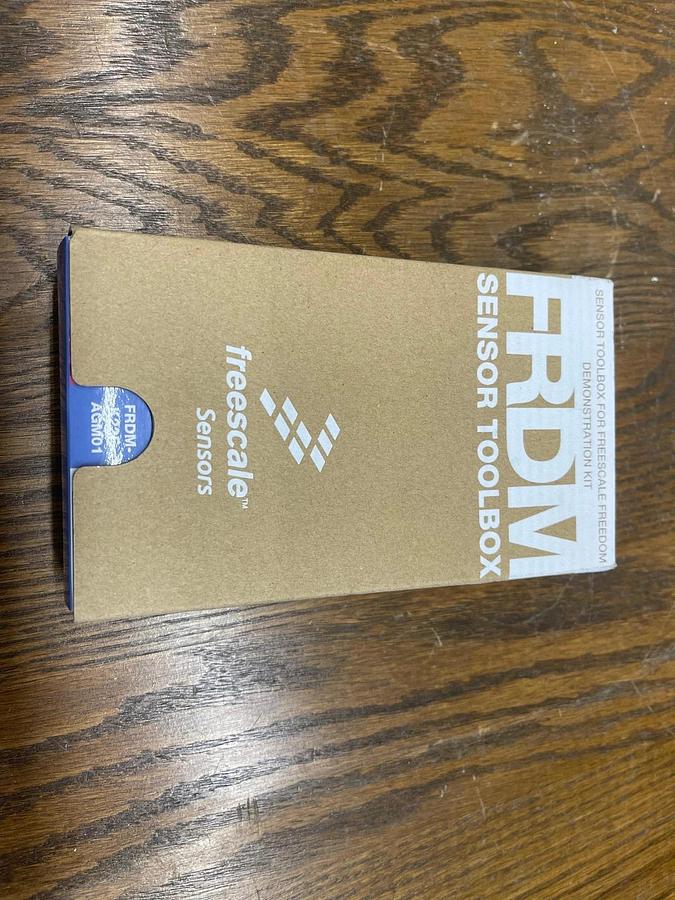 SENSOR TOOLBOX FOR FREESCALE FREEDOM
DEMONSTRATION KIT
FRDM
SENSOR TOOLBOX
freescale™
Sensors
FRDM-
AGM01